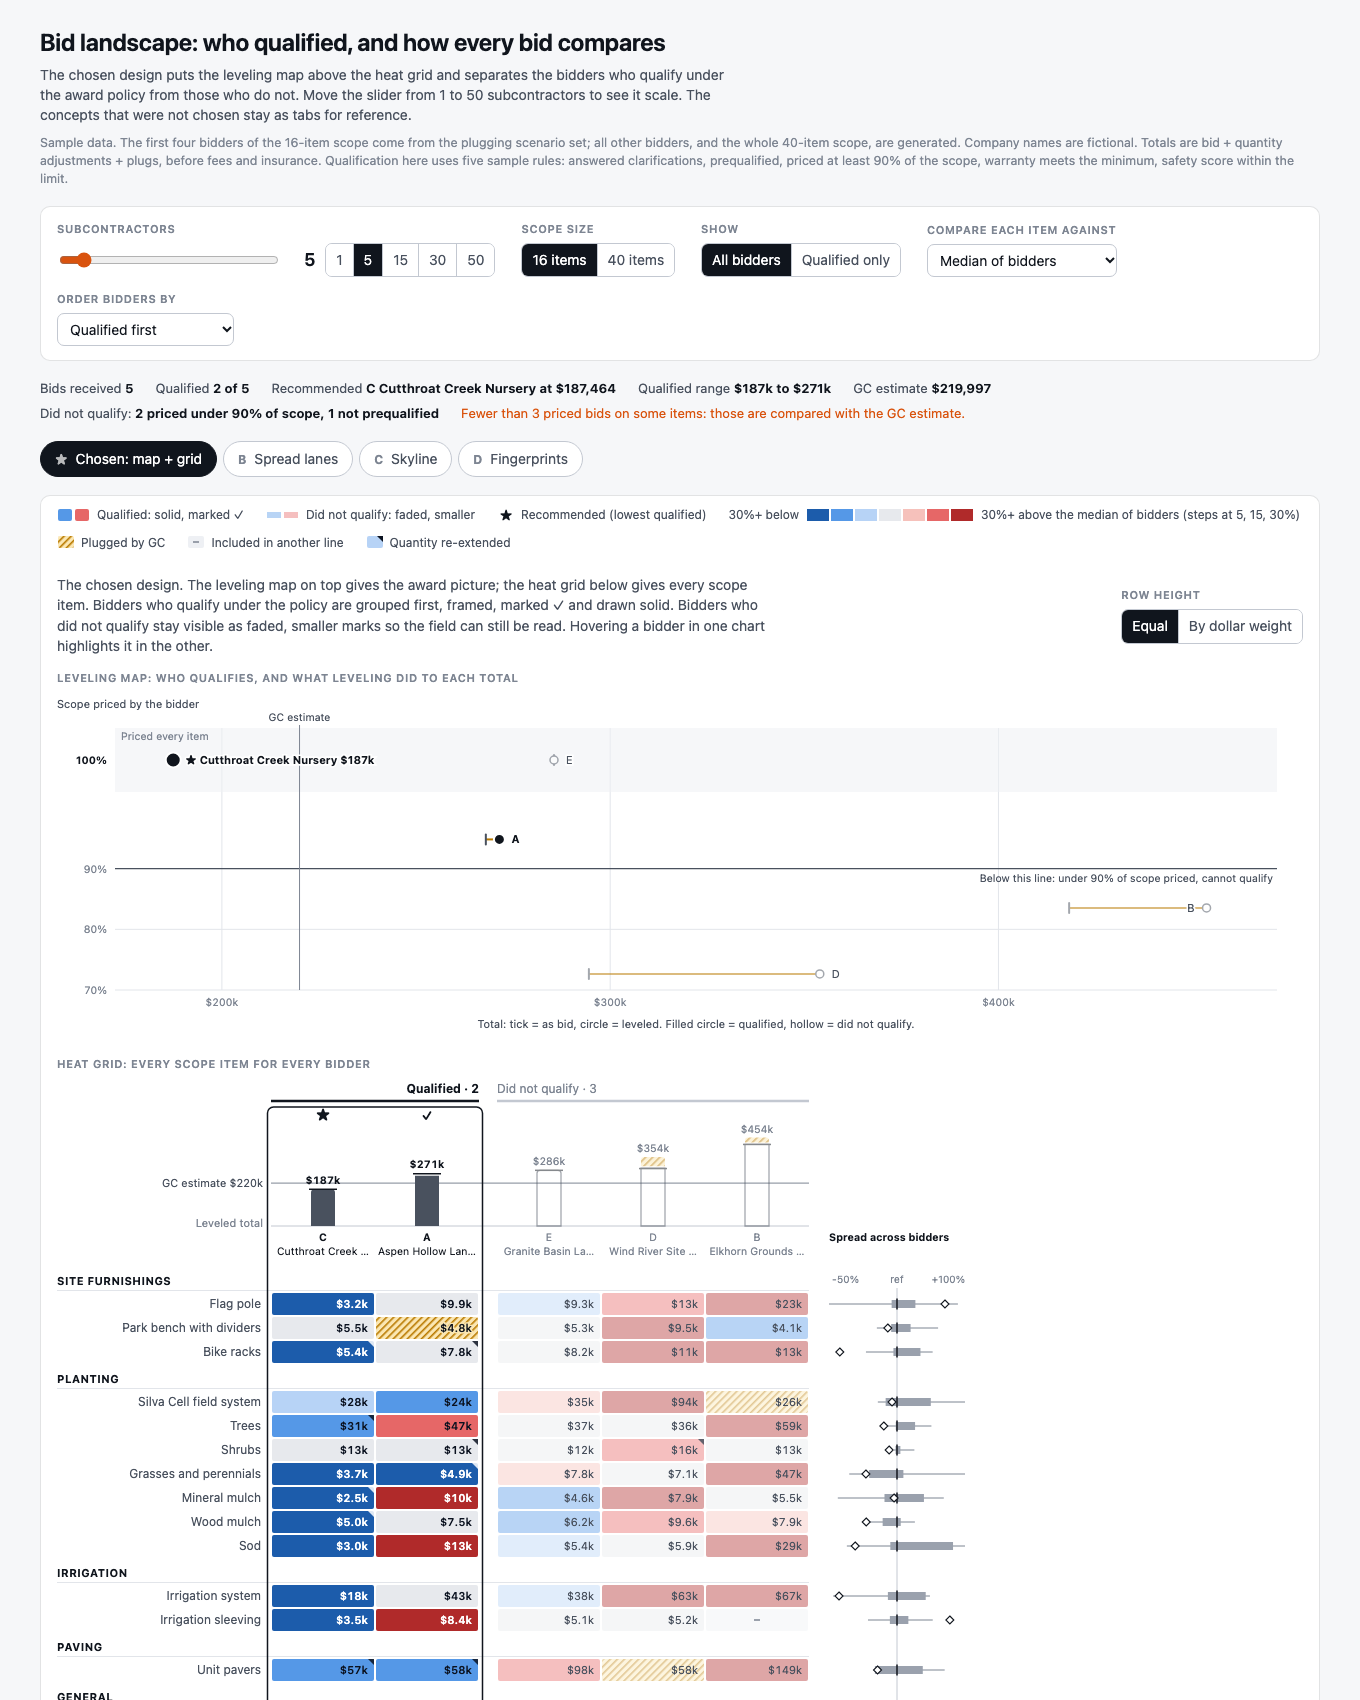 Bid landscape: who qualified, and how every bid compares
The chosen design puts the leveling map above the heat grid and separates the bidders who qualify under
the award policy from those who do not. Move the slider from 1 to 50 subcontractors to see it scale. The
concepts that were not chosen stay as tabs for reference.
Sample data. The first four bidders of the 16-item scope come from the plugging scenario set; all other bidders, and the whole 40-item scope, are generated. Company names are fictional. Totals are bid + quantity
adjustments + plugs, before fees and insurance. Qualification here uses five sample rules: answered clarifications, prequalified, priced at least 90% of the scope, warranty meets the minimum, safety score within the
limit.
SUBCONTRACTORS
5 1 5 15 30 50
SCOPE SIZE
16 items 40 items
SHOW
All bidders Qualified only
COMPARE EACH ITEM AGAINST
Median of bidders
ORDER BIDDERS BY
Qualified first
Bids received 5 Qualified 2 of 5 Recommended C Cutthroat Creek Nursery at $187,464 Qualified range $187k to $271k GC estimate $219,997
Did not qualify: 2 priced under 90% of scope, 1 not prequalified Fewer than 3 priced bids on some items: those are compared with the GC estimate.
★ Chosen: map + grid B Spread lanes C Skyline D Fingerprints
Qualified: solid, marked ✓ Did not qualify: faded, smaller ★ Recommended (lowest qualified) 30%+ below 30%+ above the median of bidders (steps at 5, 15, 30%)
Plugged by GC – Included in another line Quantity re-extended
The chosen design. The leveling map on top gives the award picture; the heat grid below gives every scope
item. Bidders who qualify under the policy are grouped first, framed, marked ✓ and drawn solid. Bidders who
did not qualify stay visible as faded, smaller marks so the field can still be read. Hovering a bidder in one chart
highlights it in the other.
ROW HEIGHT
Equal By dollar weight
LEVELING MAP: WHO QUALIFIES, AND WHAT LEVELING DID TO EACH TOTAL
Scope priced by the bidder
GC estimate
Priced every item
100% ★ Cutthroat Creek Nursery $187k E
A
90%
Below this line: under 90% of scope priced, cannot qualify
B
80%
D
70%
$200k $300k $400k
Total: tick = as bid, circle = leveled. Filled circle = qualified, hollow = did not qualify.
HEAT GRID: EVERY SCOPE ITEM FOR EVERY BIDDER
Qualified · 2 Did not qualify · 3
★ ✓
$454k
$354k
$286k
$271k
$187k
GC estimate $220k
Leveled total
C A E D B
Cutthroat Creek ... Aspen Hollow Lan... Granite Basin La... Wind River Site ... Elkhorn Grounds ...
Spread across bidders
-50% ref +100%
SITE FURNISHINGS
Flag pole $3.2k $9.9k $9.3k $13k $23k
Park bench with dividers $5.5k $4.8k $5.3k $9.5k $4.1k
Bike racks $5.4k $7.8k $8.2k $11k $13k
PLANTING
Silva Cell field system $28k $24k $35k $94k $26k
Trees $31k $47k $37k $36k $59k
Shrubs $13k $13k $12k $16k $13k
Grasses and perennials $3.7k $4.9k $7.8k $7.1k $47k
Mineral mulch $2.5k $10k $4.6k $7.9k $5.5k
Wood mulch $5.0k $7.5k $6.2k $9.6k $7.9k
Sod $3.0k $13k $5.4k $5.9k $29k
IRRIGATION
Irrigation system $18k $43k $38k $63k $67k
Irrigation sleeving $3.5k $8.4k $5.1k $5.2k –
PAVING
Unit pavers $57k $58k $98k $58k $149k
GENERAL